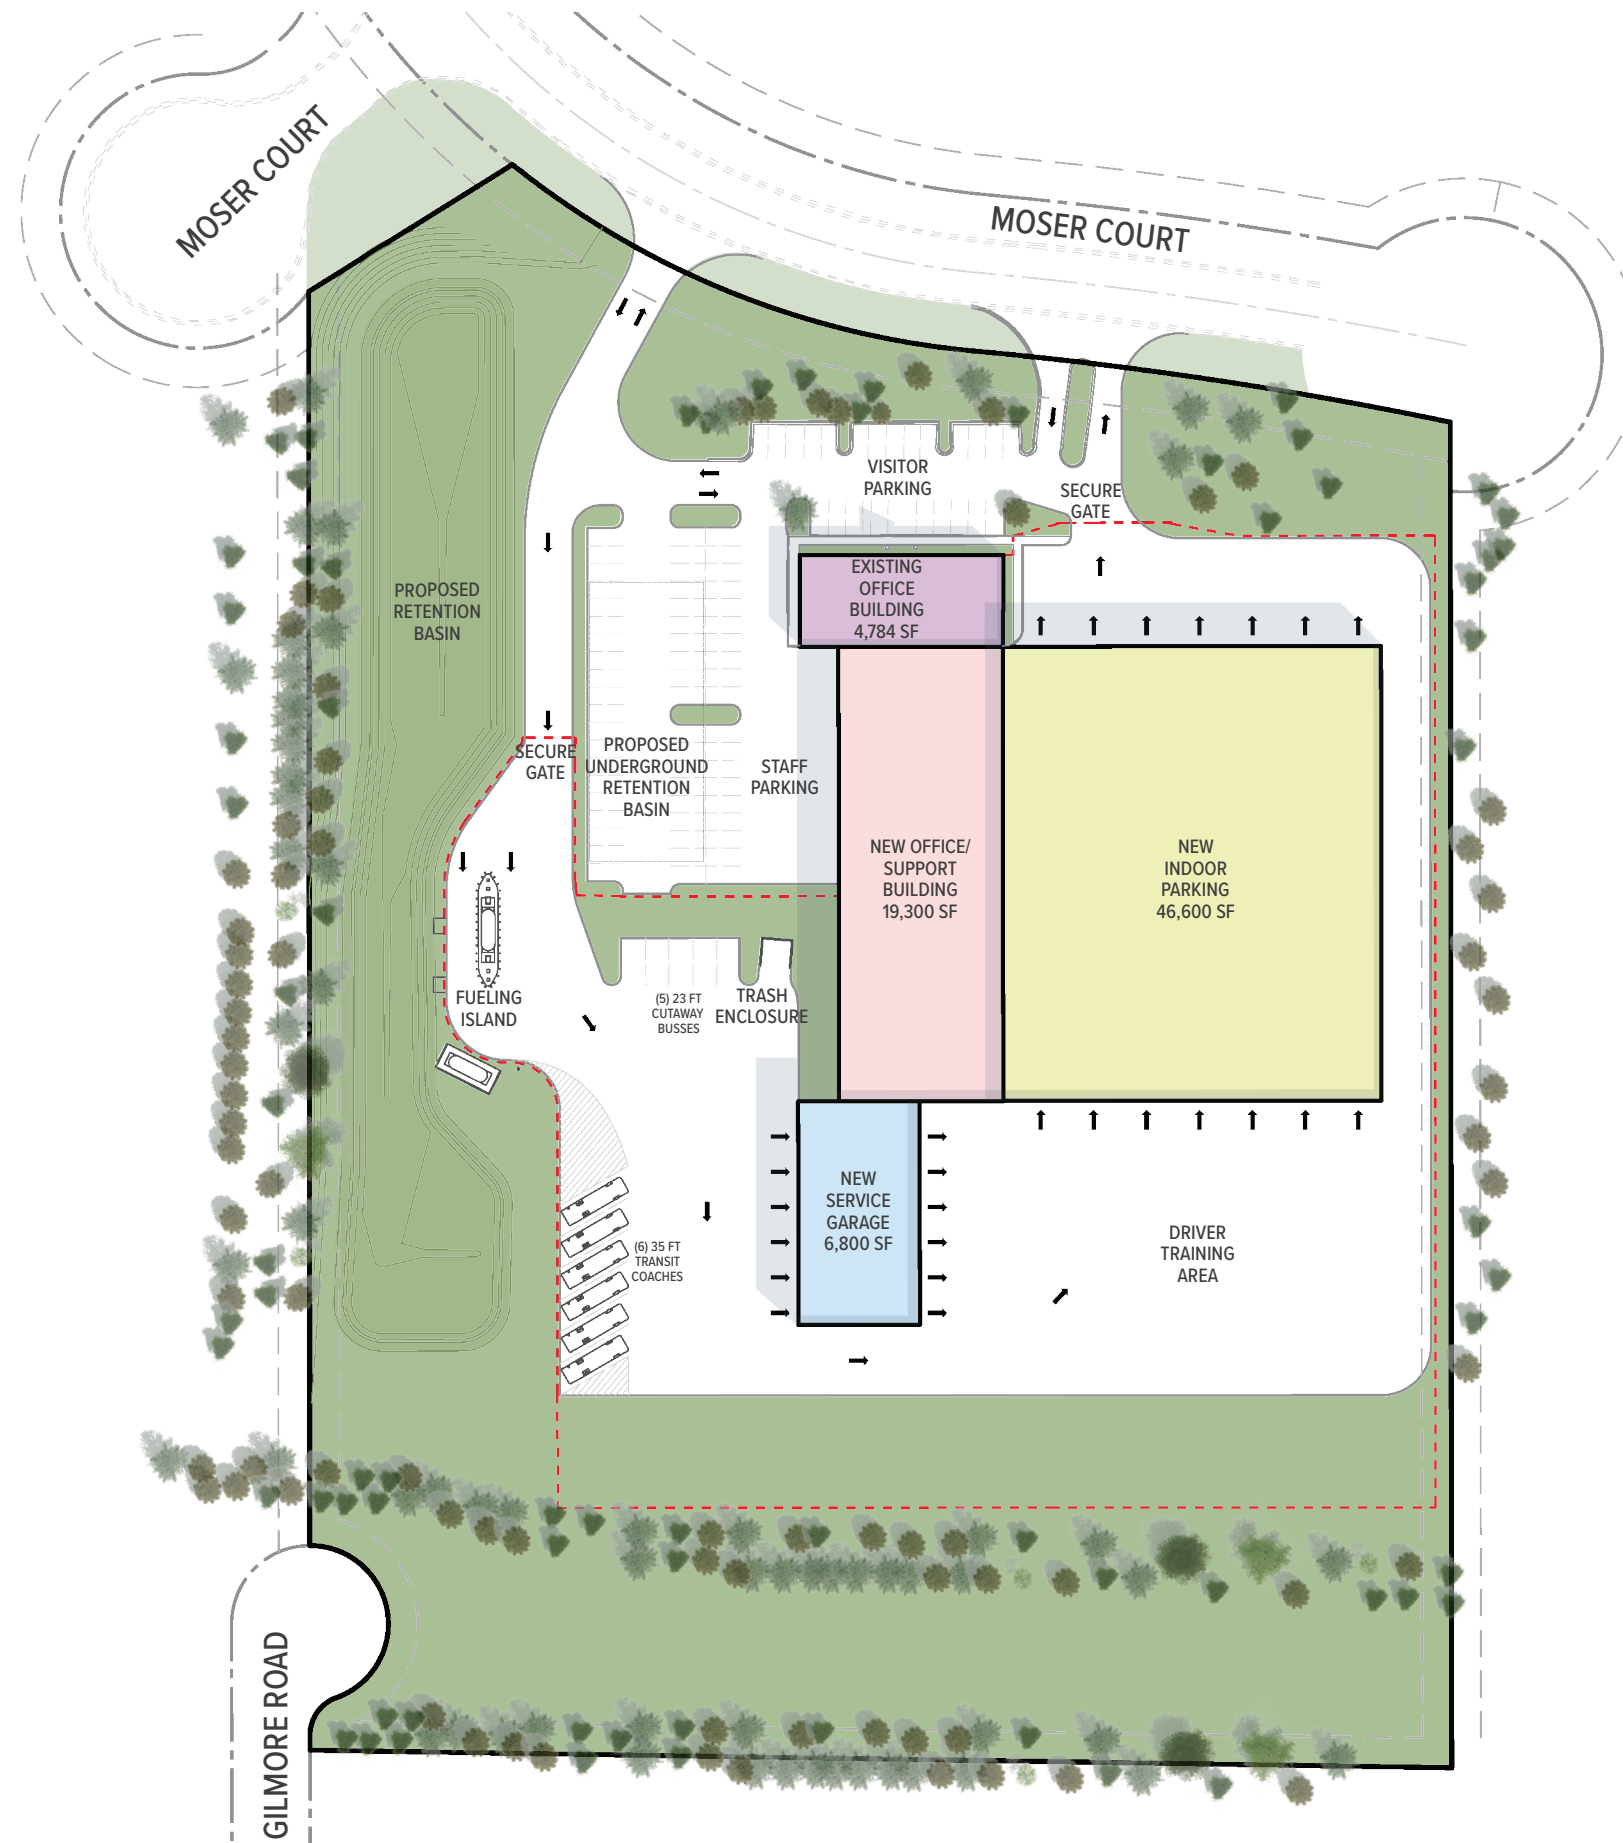 MOSER COURT
MOSER COURT
VISITOR
PARKING
SECURE
GATE
EXISTING
OFFICE
BUILDING
4,784 SF
PROPOSED
RETENTION
BASIN
SECURE
GATE
PROPOSED
UNDERGROUND
RETENTION
BASIN
STAFF
PARKING
NEW OFFICE/
SUPPORT
BUILDING
19,300 SF
NEW
INDOOR
PARKING
46,600 SF
FUELING
ISLAND
(5) 23 FT
CUTAWAY
BUSSES
TRASH
ENCLOSURE
NEW
SERVICE
GARAGE
6,800 SF
(6) 35 FT
TRANSIT
COACHES
DRIVER
TRAINING
AREA
GILMORE ROAD